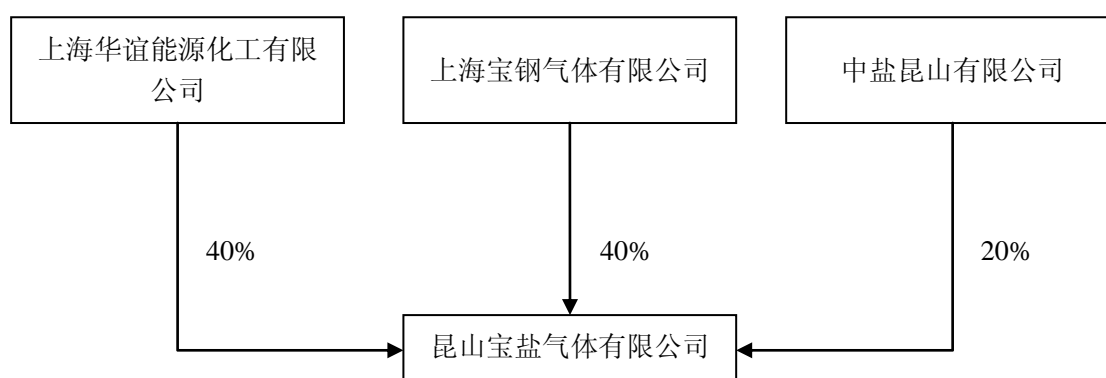 上海华谊能源化工有限
公司
上海宝钢气体有限公司
中盐昆山有限公司
40%
40%
20%
昆山宝盐气体有限公司